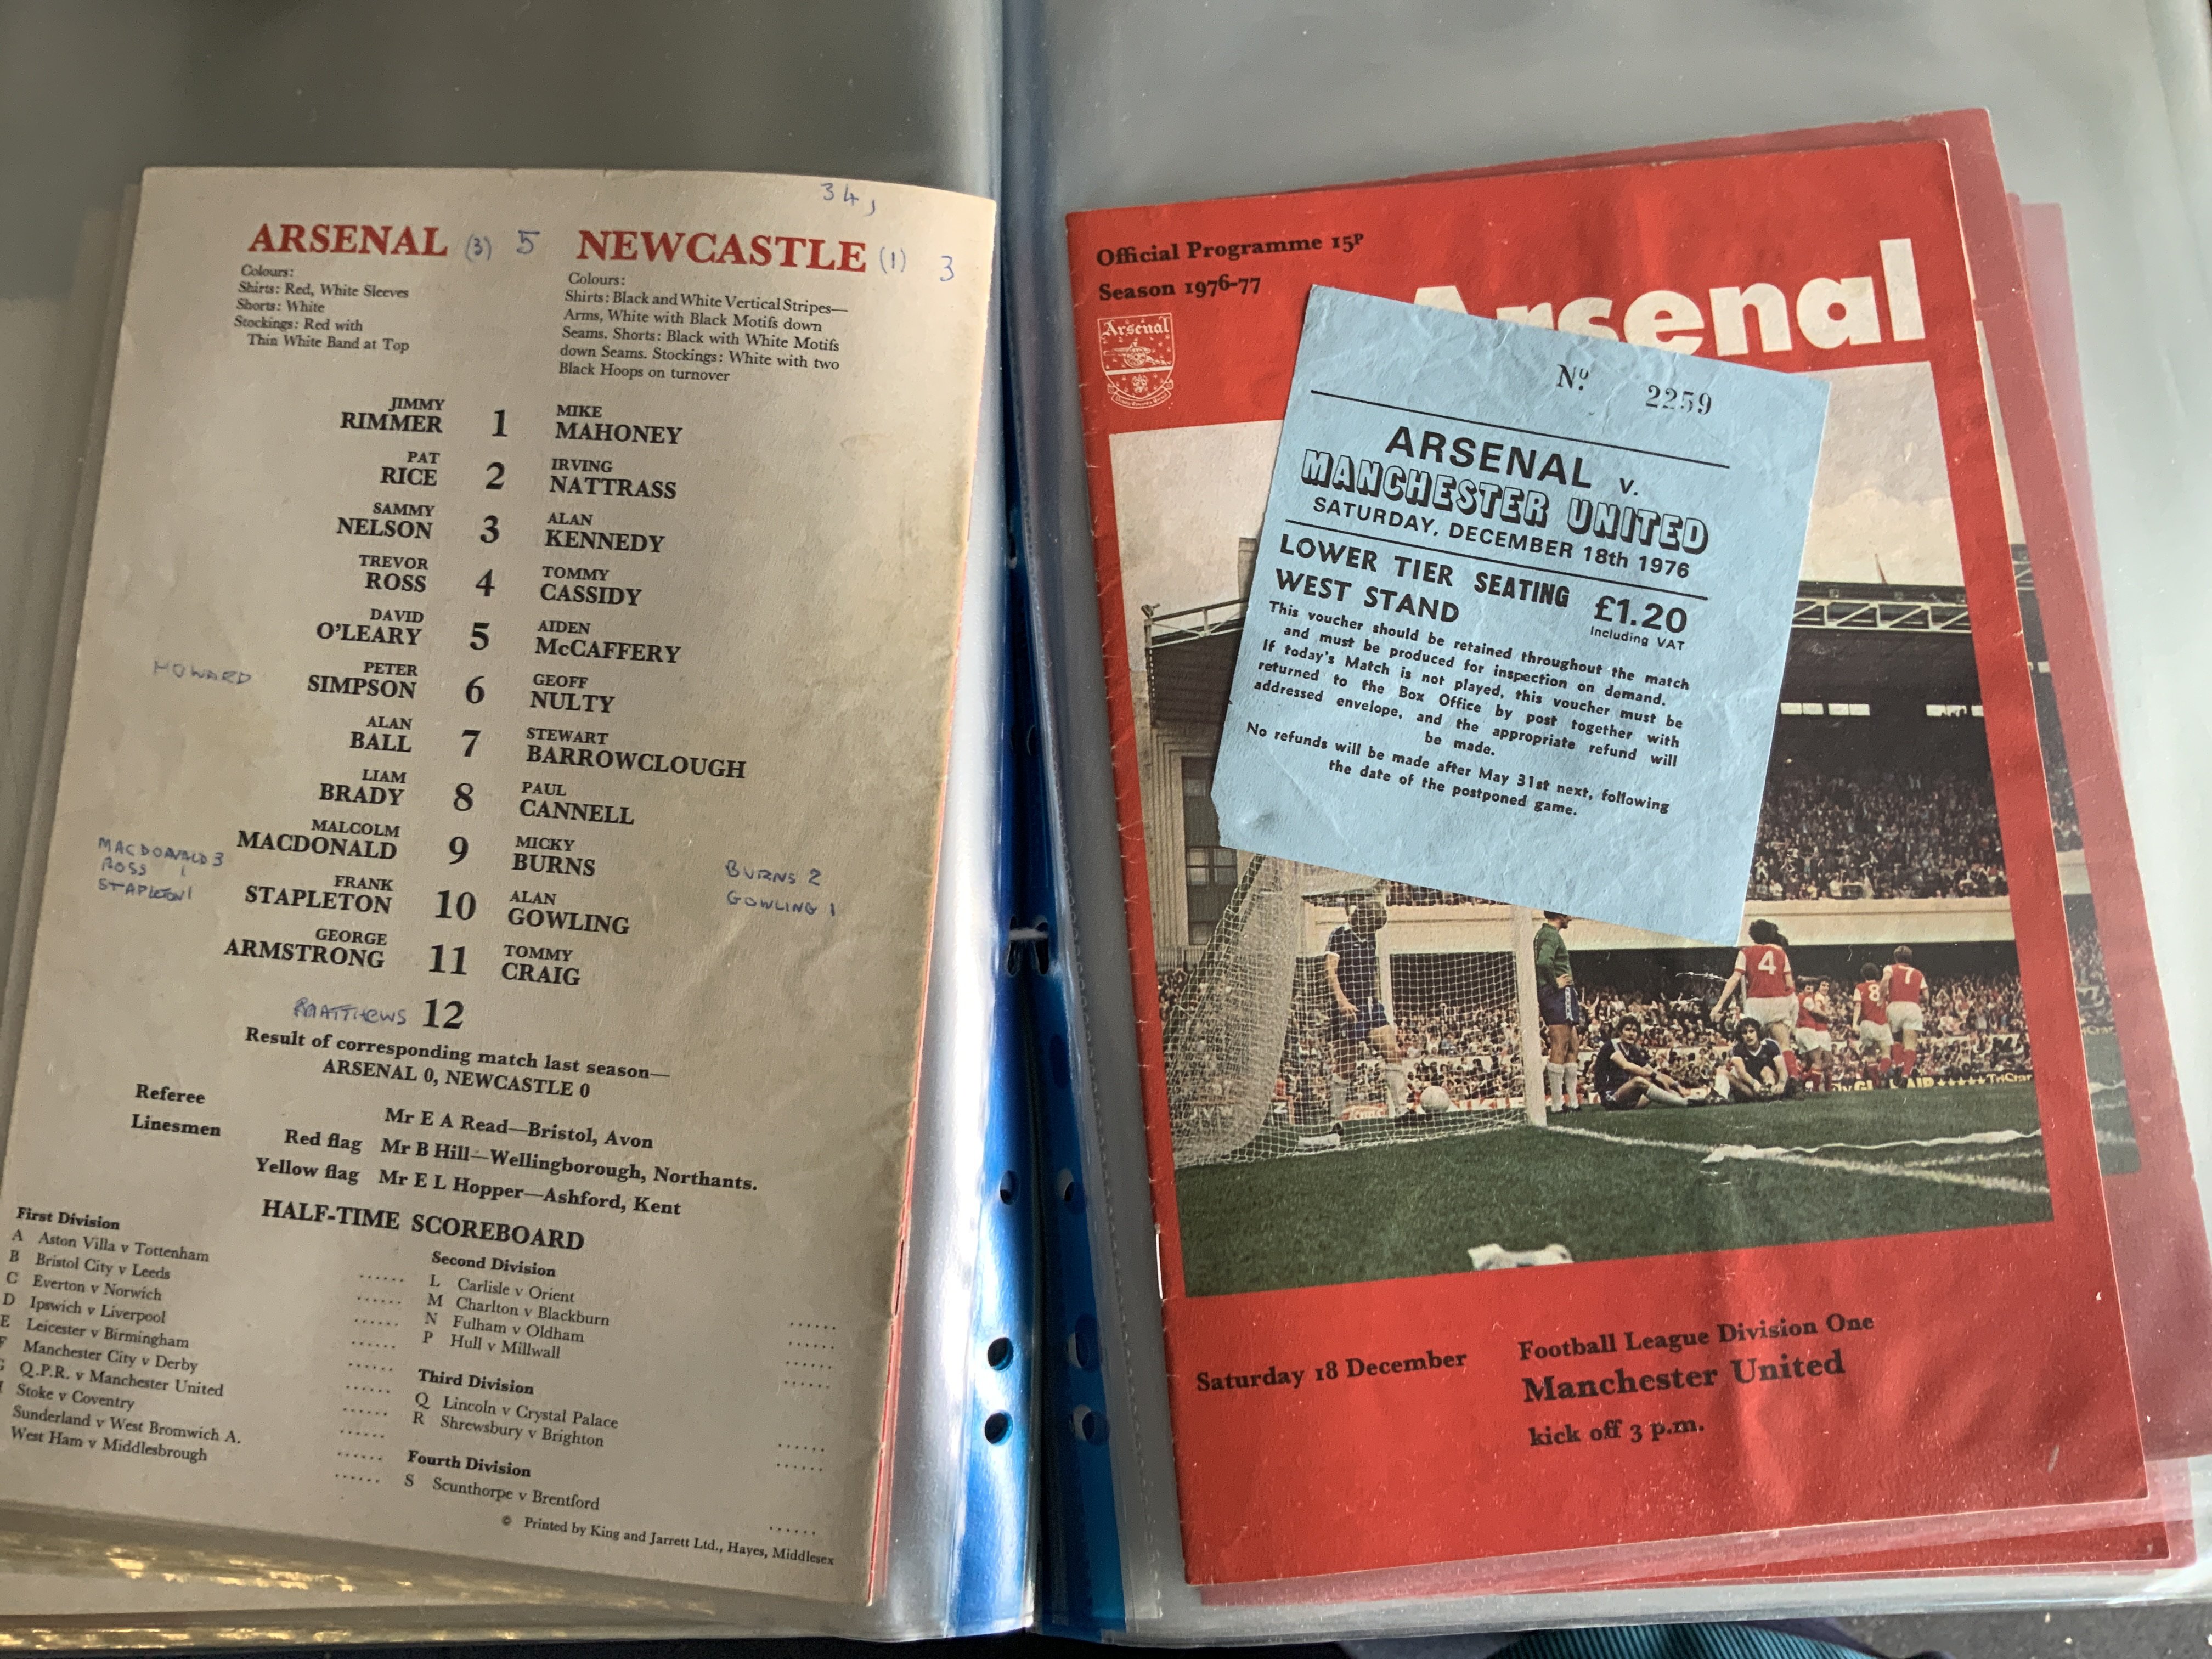 34,
ARSENAL (3) 5 NEWCASTLE (1) 3
Colours:
Shirts: Red, White Sleeves
Shorts: White
Stockings: Red with
Thin White Band at Top
Colours:
Shirts: Black and White Vertical Stripes—
Arms, White with Black Motifs down
Seams. Shorts: Black with White Motifs
down Seams. Stockings: White with two
Black Hoops on turnover
JIMMY RIMMER 1 MIKE MAHONEY
PAT RICE 2 IRVING NATTRASS
SAMMY NELSON 3 ALAN KENNEDY
TREVOR ROSS 4 TOMMY CASSIDY
DAVID O'LEARY 5 AIDEN McCAFFERY
HOWARD PETER SIMPSON 6 GEOFF NULTY
ALAN BALL 7 STEWART BARROWCLOUGH
LIAM BRADY 8 PAUL CANNELL
MALCOLM MACDONALD 9 MICKY BURNS
FRANK STAPLETON 10 ALAN GOWLING
GEORGE ARMSTRONG 11 TOMMY CRAIG
MACDONALD 3
ROSS 1
STAPLETON 1
BURNS 2
GOWLING 1
MATTHEWS 12
Result of corresponding match last season—
ARSENAL 0, NEWCASTLE 0
Referee Mr E A Read—Bristol, Avon
Linesmen Red flag Mr B Hill—Wellingborough, Northants.
Yellow flag Mr E L Hopper—Ashford, Kent
HALF-TIME SCOREBOARD
First Division
A Aston Villa v Tottenham ......
B Bristol City v Leeds ......
C Everton v Norwich ......
D Ipswich v Liverpool ......
E Leicester v Birmingham ......
F Manchester City v Derby ......
G Q.P.R. v Manchester United ......
Stoke v Coventry ......
Sunderland v West Bromwich A. ......
West Ham v Middlesbrough ......
Second Division
L Carlisle v Orient ......
M Charlton v Blackburn ......
N Fulham v Oldham ......
P Hull v Millwall ......
Third Division
Q Lincoln v Crystal Palace ......
R Shrewsbury v Brighton ......
Fourth Division
S Scunthorpe v Brentford ......
© Printed by King and Jarrett Ltd., Hayes, Middlesex
Official Programme 15p
Season 1976-77
Arsenal
Arsenal
No. 2259
ARSENAL v.
MANCHESTER UNITED
SATURDAY, DECEMBER 18th 1976
LOWER TIER SEATING
WEST STAND
£1.20
Including VAT
This voucher should be retained throughout the match
and must be produced for inspection on demand.
If today's Match is not played, this voucher must be
returned to the Box Office by post together with
addressed envelope, and the appropriate refund will
be made.
No refunds will be made after May 31st next, following
the date of the postponed game.
4
8
7
TriStar
Saturday 18 December
Football League Division One
Manchester United
kick off 3 p.m.